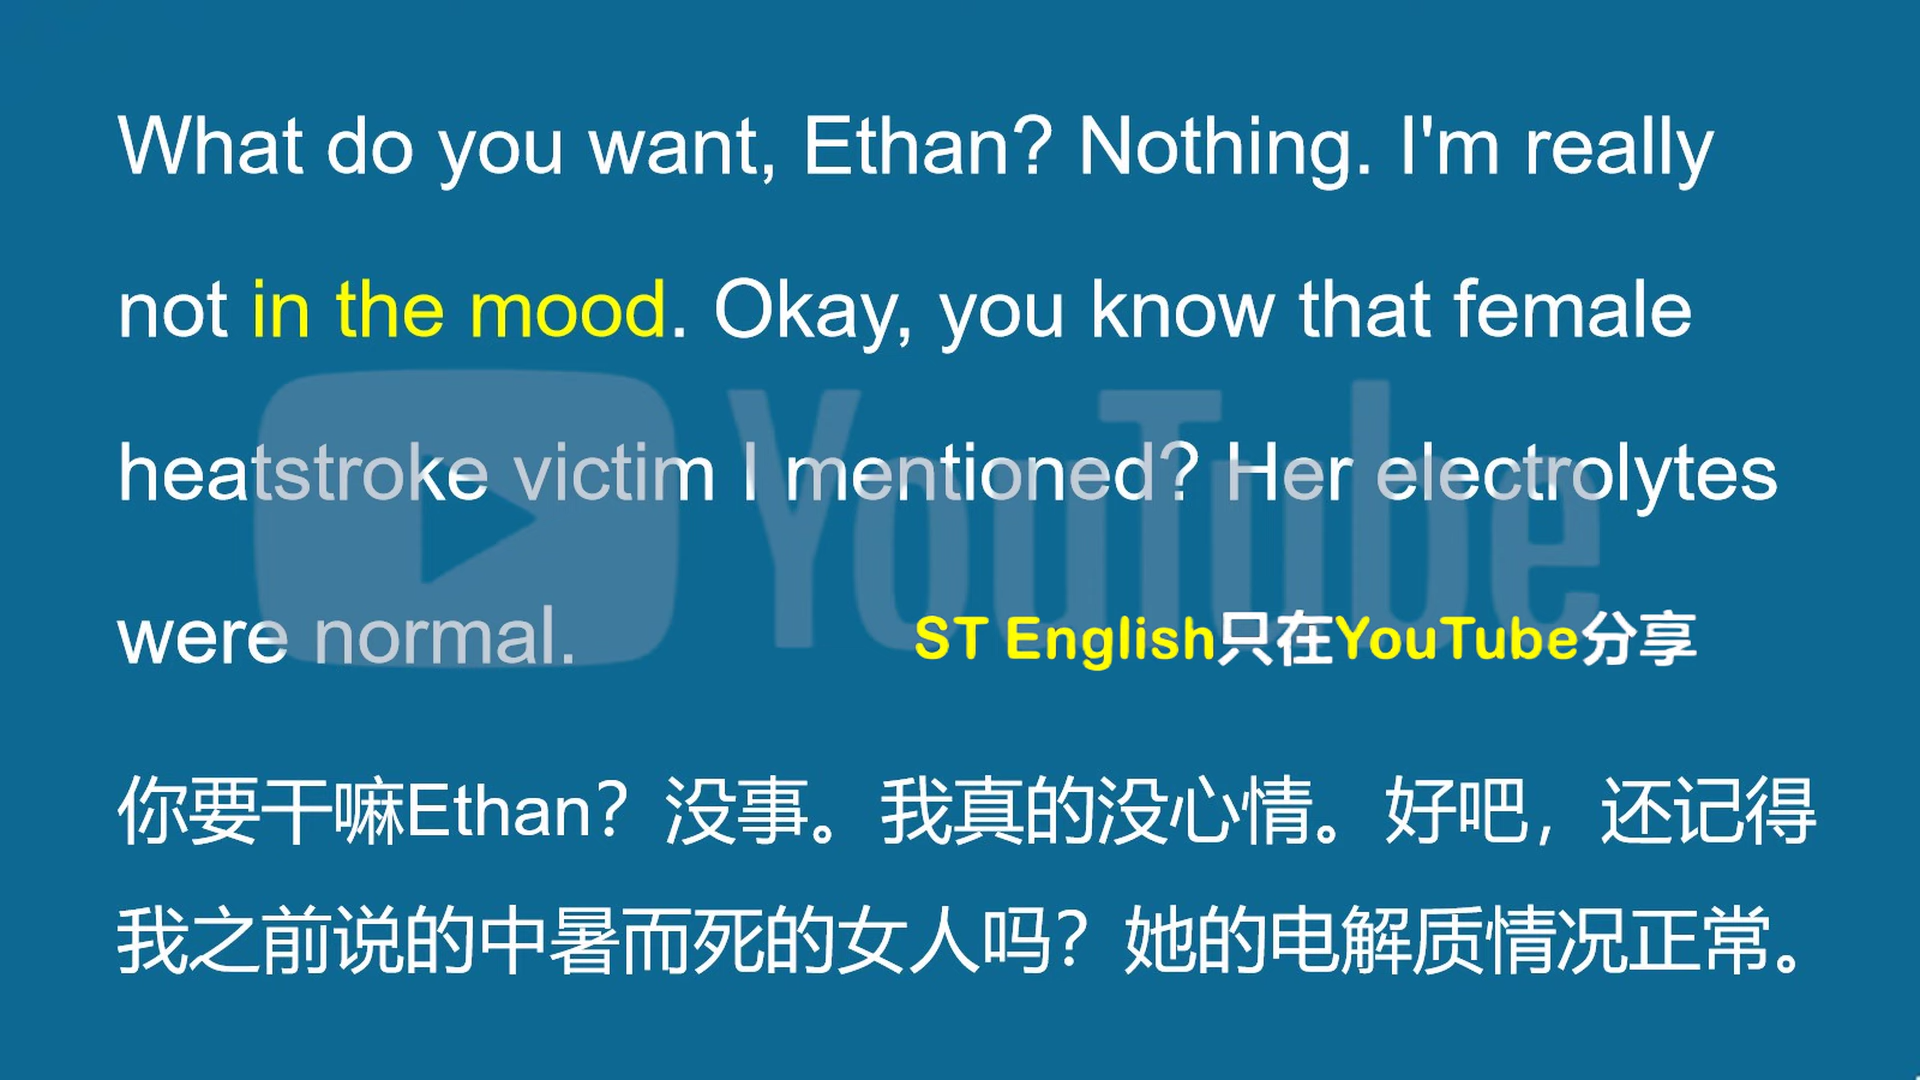 What do you want, Ethan? Nothing. I'm really
not in the mood. Okay, you know that female
heatstroke victim I mentioned? Her electrolytes
YouTube
were normal.
ST English只在YouTube分享
你要干嘛Ethan？没事。我真的没心情。好吧，还记得
我之前说的中暑而死的女人吗？她的电解质情况正常。